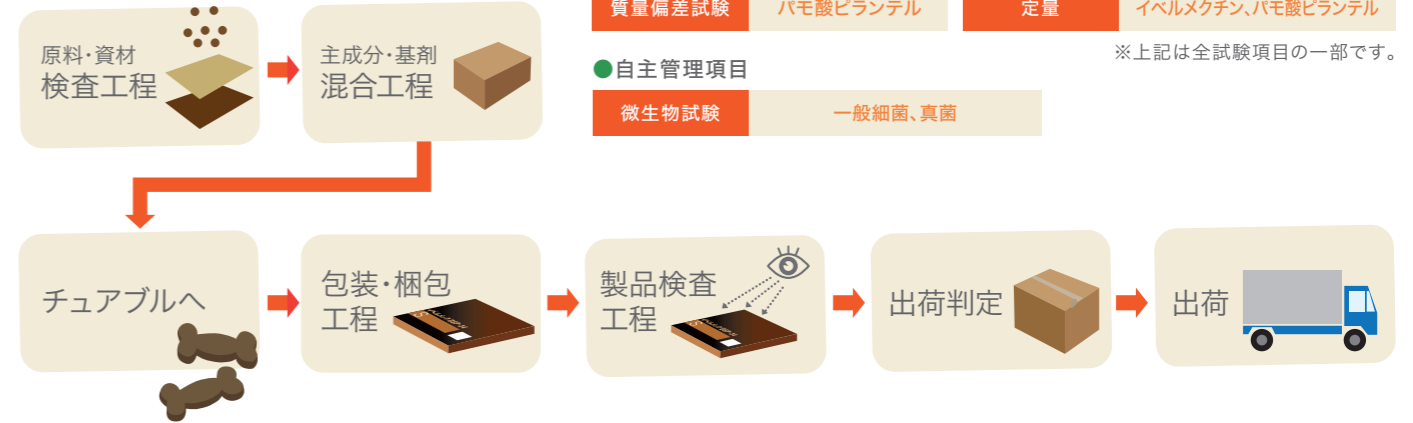 質量偏差試験 パモ酸ピランテル 定量 イベルメクチン、パモ酸ピランテル
※上記は全試験項目の一部です。
●自主管理項目
微生物試験 一般細菌、真菌
原料・資材
検査工程
主成分・基剤
混合工程
チュアブルへ
包装・梱包
工程
製品検査
工程
出荷判定
出荷